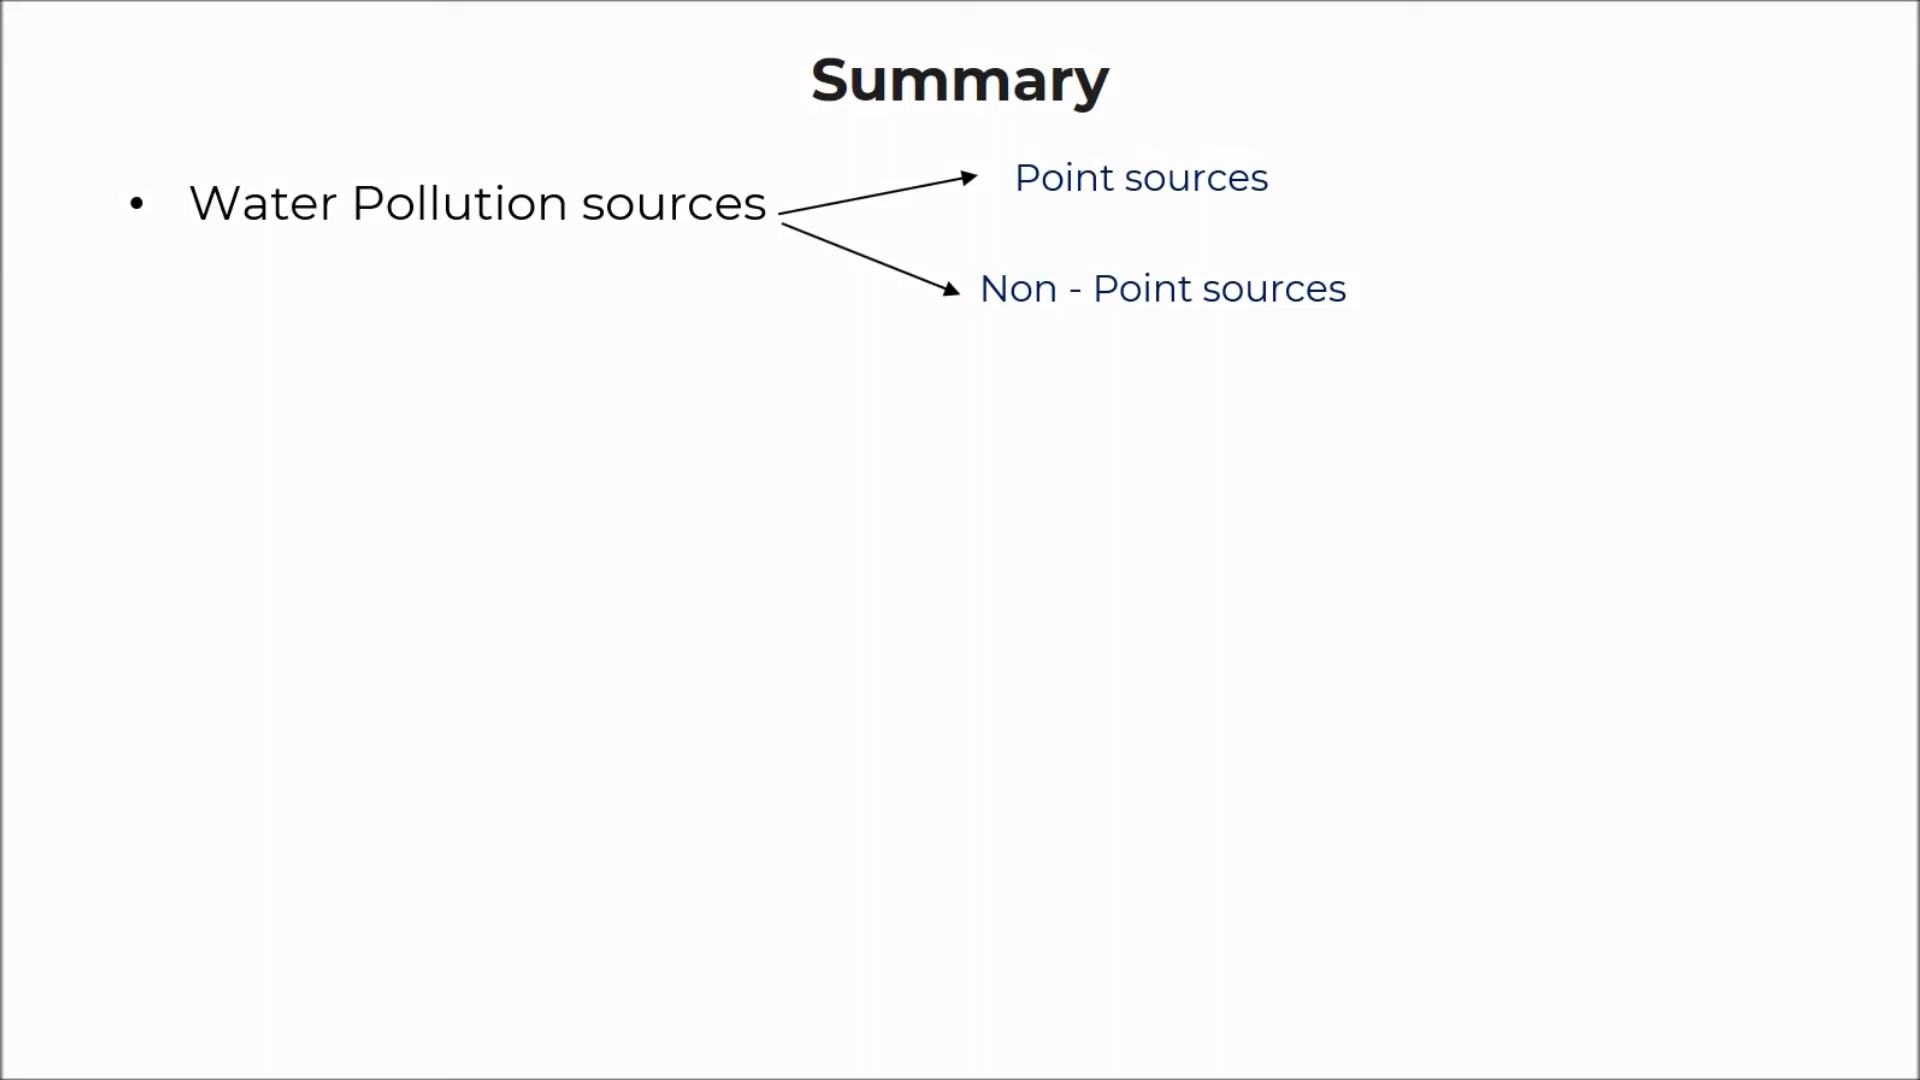 Summary
• Water Pollution sources
Point sources
Non - Point sources